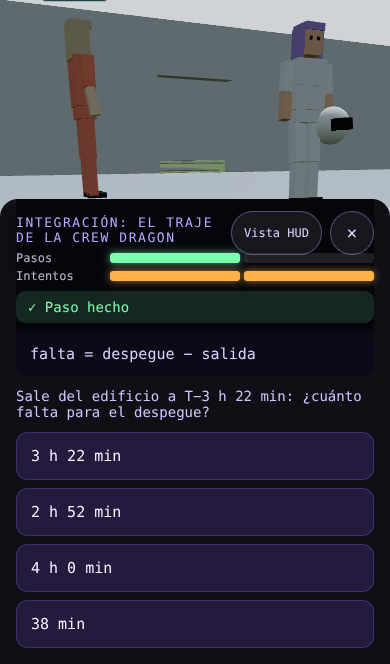 INTEGRACIÓN: EL TRAJE
DE LA CREW DRAGON
Vista HUD
×
Pasos
Intentos
✓ Paso hecho
falta = despegue − salida
Sale del edificio a T−3 h 22 min: ¿cuánto
falta para el despegue?
3 h 22 min
2 h 52 min
4 h 0 min
38 min